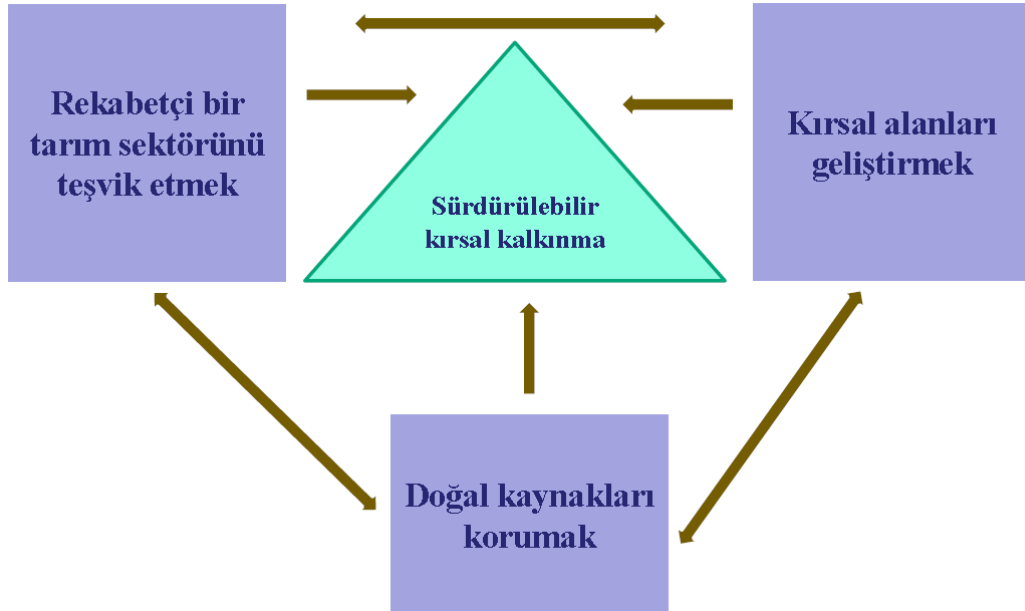 Rekabetçi bir
tarım sektörünü
teşvik etmek
Sürdürülebilir
kırsal kalkınma
Kırsal alanları
geliştirmek
Doğal kaynakları
korumak